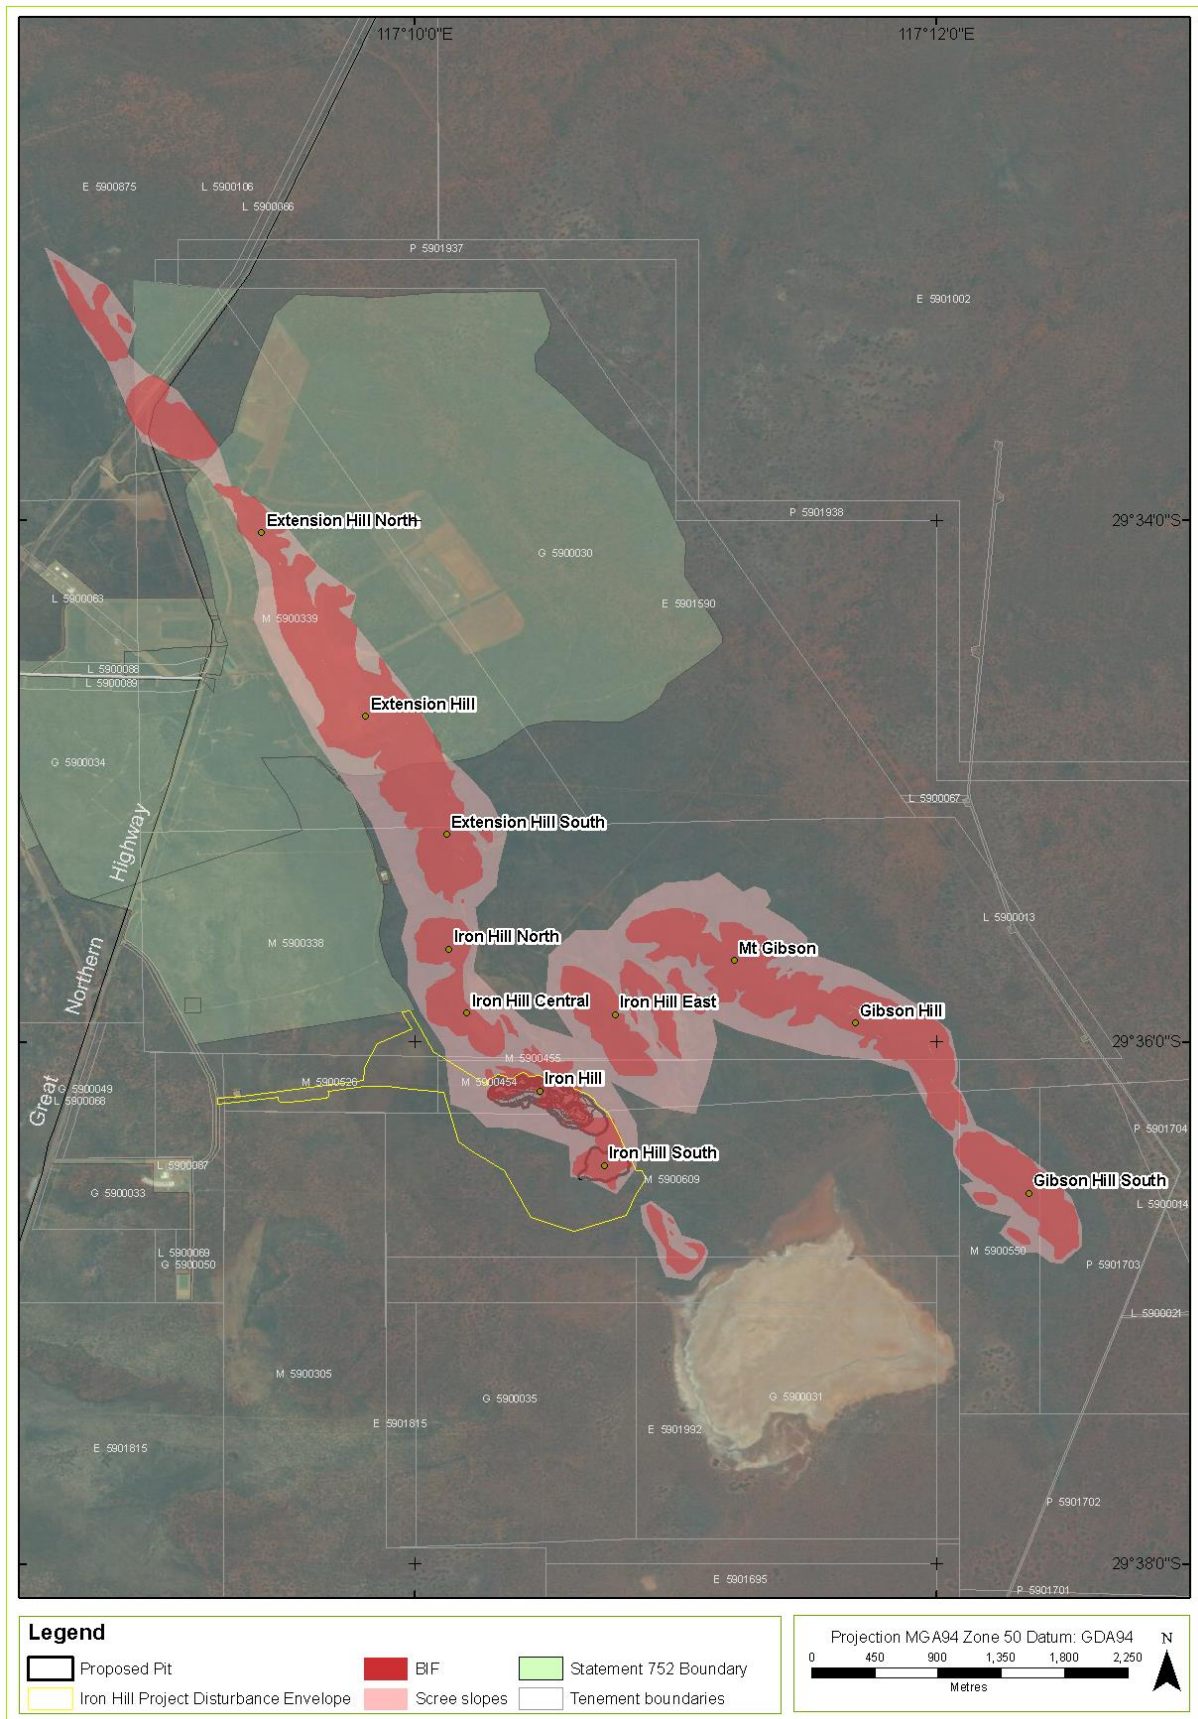 117°10'0"E
117°12'0"E
E 5900875
L 5900106
L 5900066
P 5901937
E 5901002
Extension Hill North
P 5901938
29°34'0"S
G 5900030
L 5900063
E 5901590
M 5900339
L 5900088
L 5900089
Extension Hill
G 5900034
L 5900067
Extension Hill South
Highway
L 5900013
M 5900338
Iron Hill North
Mt Gibson
Northern
Iron Hill Central
Iron Hill East
Gibson Hill
29°36'0"S
M 5900455
M 5900526
M 5900454
Iron Hill
G 5900049
L 5900068
Great
P 5901704
Iron Hill South
L 5900087
M 5900609
Gibson Hill South
G 5900033
L 5900014
L 5900069
G 5900050
M 5900550
P 5901703
L 5900021
M 5900305
G 5900035
G 5900031
E 5901815
E 5901992
E 5901815
P 5901702
29°38'0"S
E 5901695
P 5901701
Legend
Proposed Pit
BIF
Statement 752 Boundary
Iron Hill Project Disturbance Envelope
Scree slopes
Tenement boundaries
Projection MGA94 Zone 50 Datum: GDA94
N
0 450 900 1,350 1,800 2,250
Metres